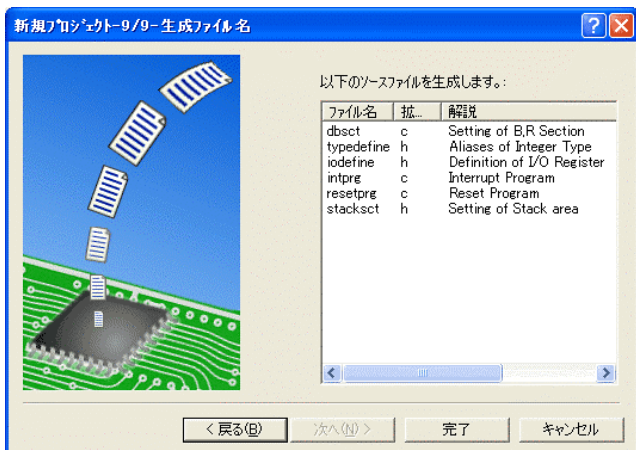 新規プロジェクト-9/9-生成ファイル名
以下のソースファイルを生成します。:
ファイル名 拡... 解説
dbsct c Setting of B,R Section
typedefine h Aliases of Integer Type
iodefine h Definition of I/O Register
intprg c Interrupt Program
resetprg c Reset Program
stacksct h Setting of Stack area
< 戻る(B) 次へ(N) > 完了 キャンセル